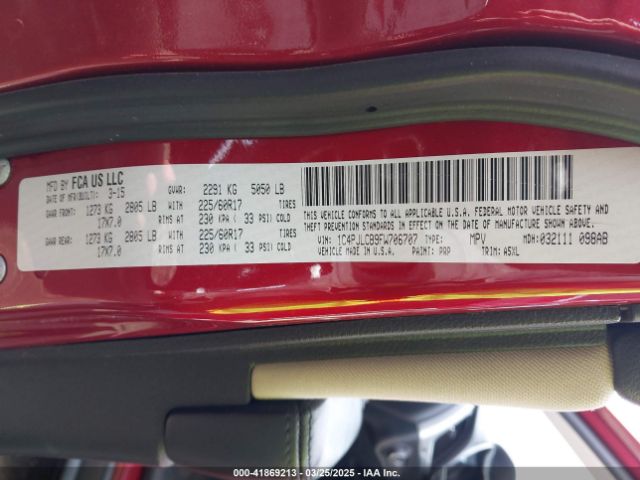 MFD BY FCA US LLC
DATE OF MFR(BUILT): 3-15 GVWR: 2291 KG 5050 LB
GAWR FRONT: 1273 KG 2805 LB WITH 225/60R17 TIRES
17X7.0 RIMS AT 230 KPA ( 33 PSI) COLD
GAWR REAR: 1273 KG 2805 LB WITH 225/60R17 TIRES
17X7.0 RIMS AT 230 KPA ( 33 PSI) COLD
THIS VEHICLE CONFORMS TO ALL APPLICABLE U.S.A. FEDERAL MOTOR VEHICLE SAFETY AND
THEFT PREVENTION STANDARDS IN EFFECT ON THE DATE OF MANUFACTURE SHOWN ABOVE.
VIN: 1C4PJLCB9FW706707 TYPE: MPV MDH: 032111 098AB
VEHICLE MADE IN U.S.A. PAINT: PRP TRIM: A5XL
000-41869213 — 03/25/2025 — IAA Inc.